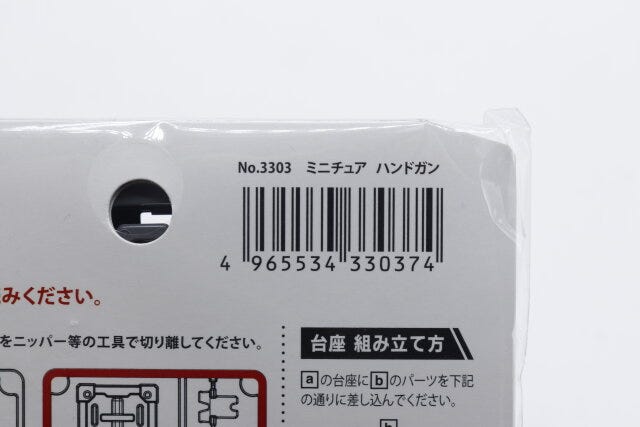 No.3303 ミニチュア ハンドガン
4 965534 330374
みください。
をニッパー等の工具で切り離してください。
台座 組み立て方
aの台座にbのパーツを下記
の通りに差し込んでください。
b